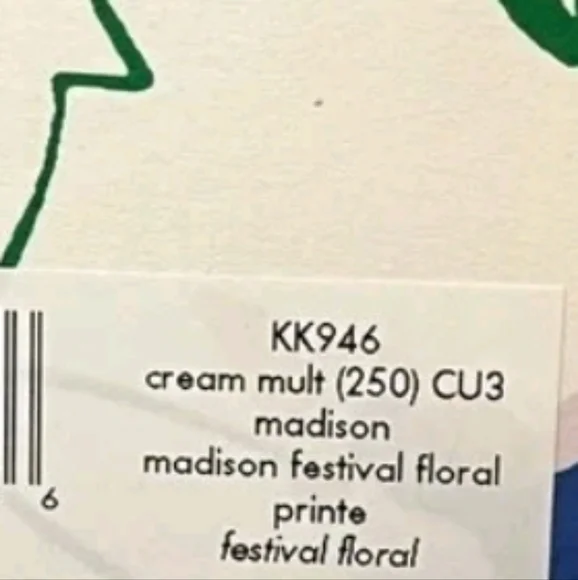 KK946
cream mult (250) CU3
madison
madison festival floral
printe
festival floral
6